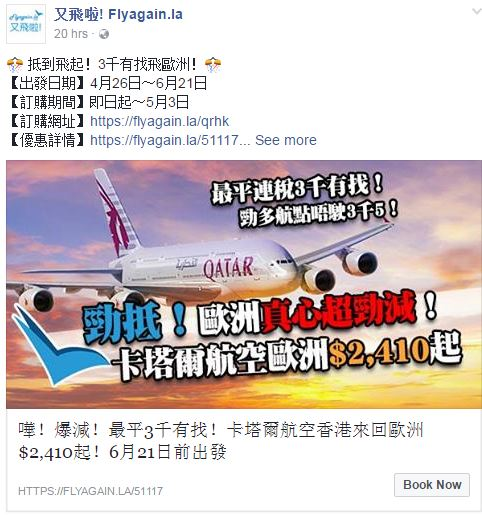 Flyagain.la
又飛啦!
又飛啦! Flyagain.la
20 hrs ·
抵到飛起! 3千有找飛歐洲!
【出發日期】4月26日～6月21日
【訂購期間】即日起～5月3日
【訂購網址】https://flyagain.la/qrhk
【優惠詳情】https://flyagain.la/51117... See more
最平連稅3千有找!
勁多航點唔駛3千5!
QATAR
勁抵!歐洲真心超勁減!
卡塔爾航空歐洲$2,410起
嘩! 爆減! 最平3千有找! 卡塔爾航空香港來回歐洲
$2,410起! 6月21日前出發
HTTPS://FLYAGAIN.LA/51117
Book Now